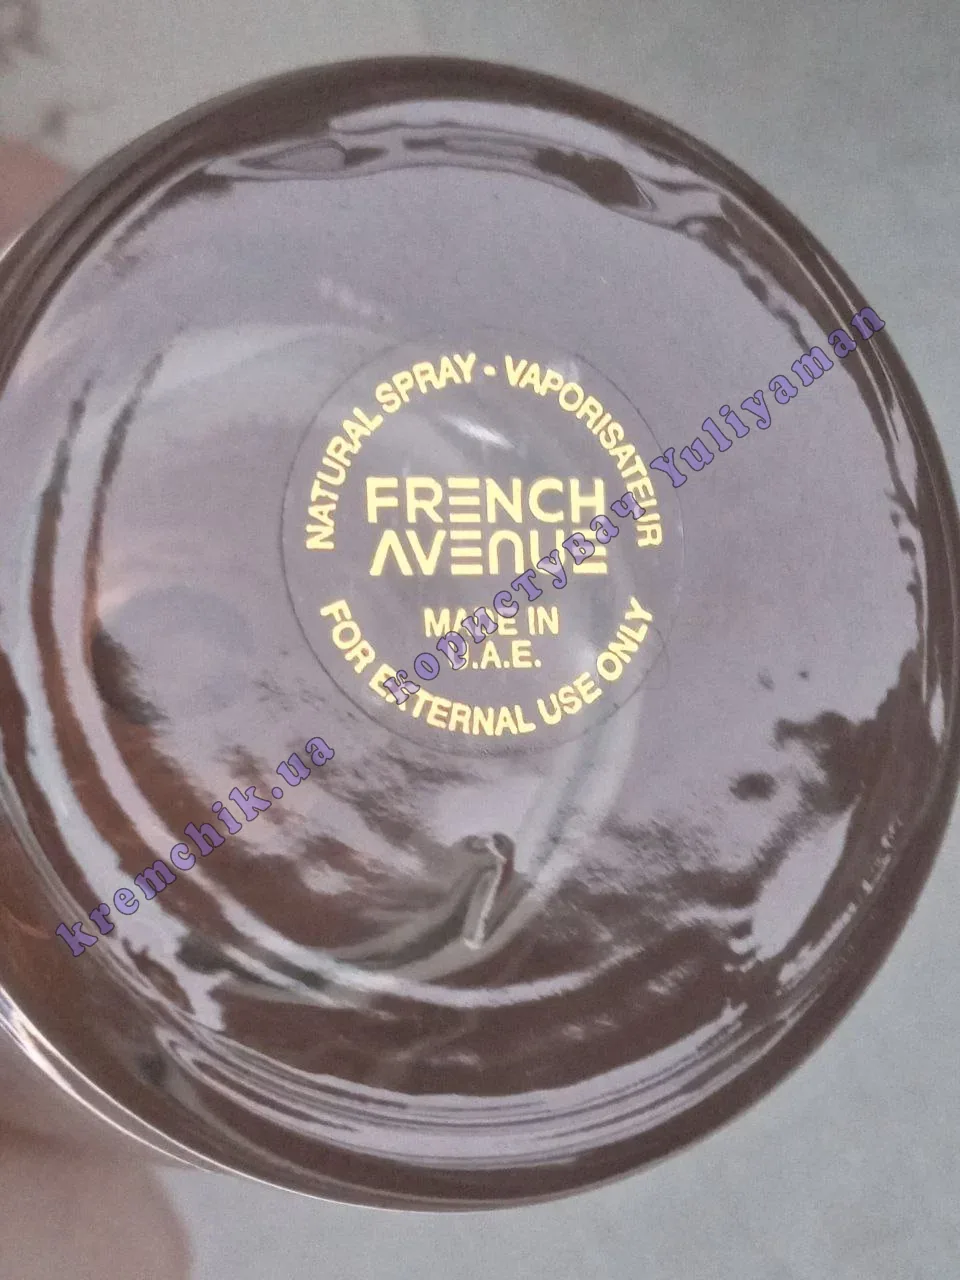 NATURAL SPRAY - VAPORISATEUR
FRENCH
AVENUE
MADE IN
U.A.E.
FOR EXTERNAL USE ONLY
kremchik.ua
користувач Yuliyaman